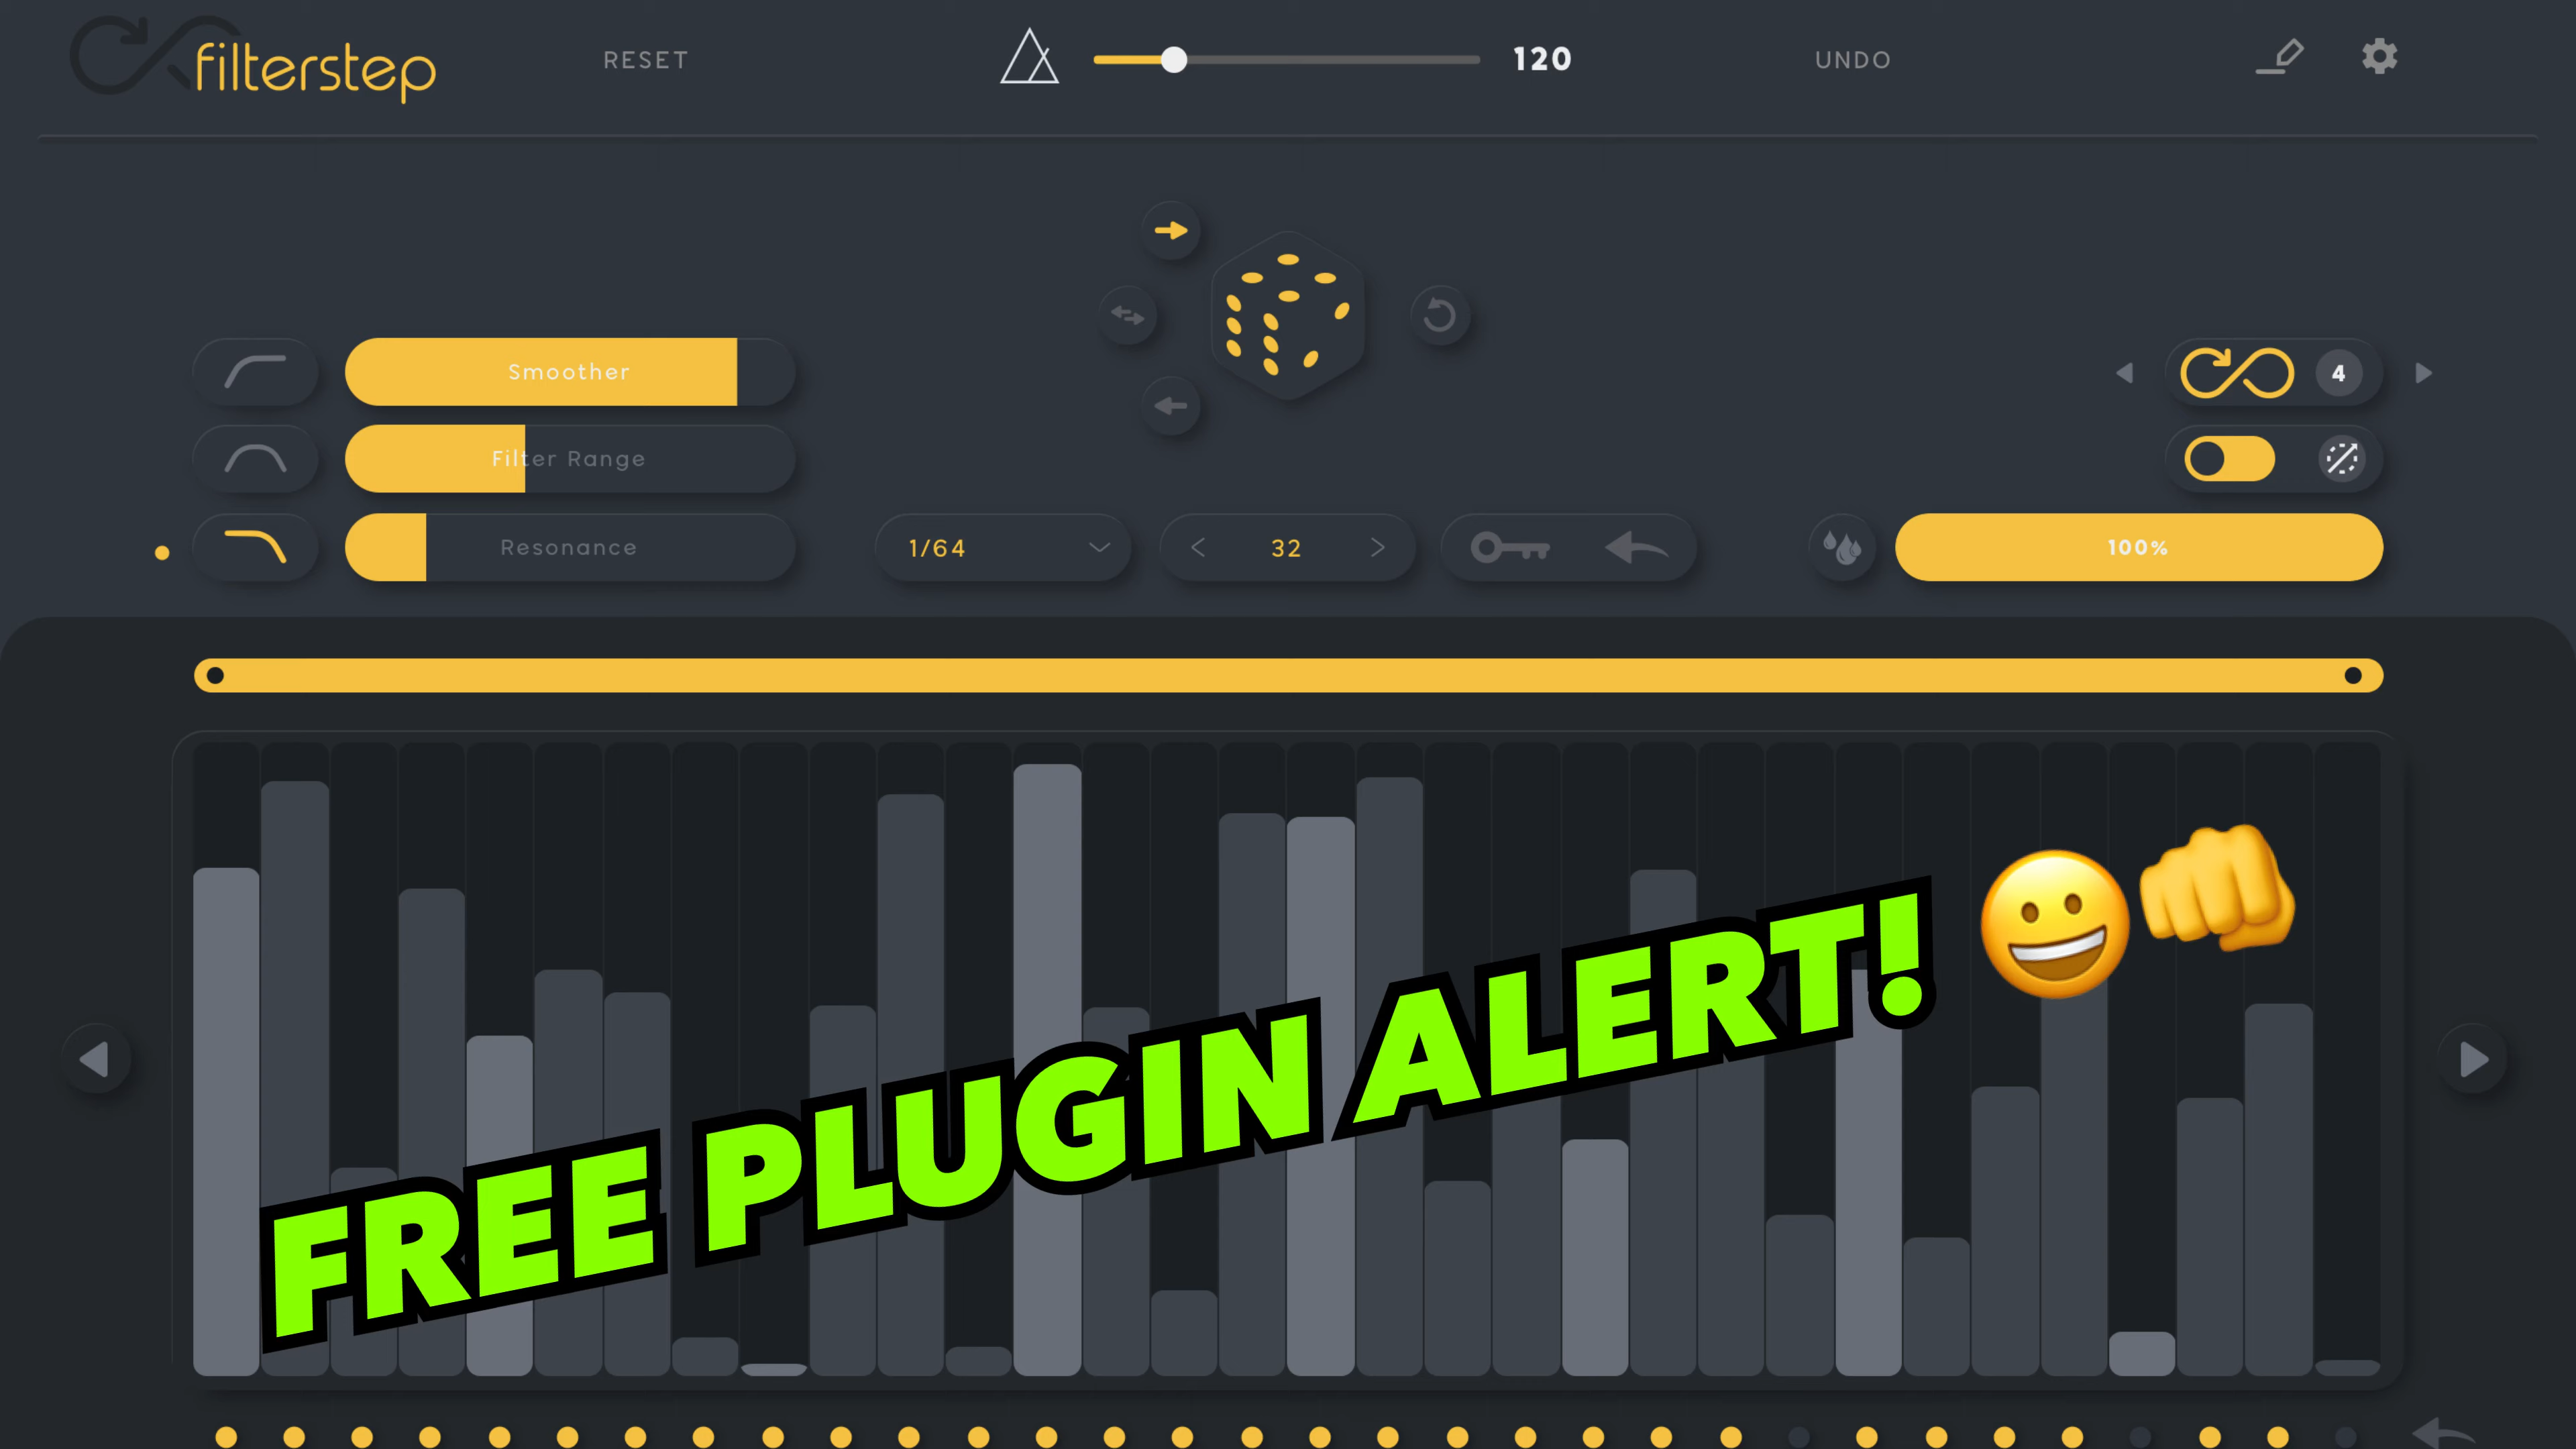 filterstep
RESET
120
UNDO
Smoother
4
Filter Range
Resonance
1/64
32
100%
FREE PLUGIN ALERT!